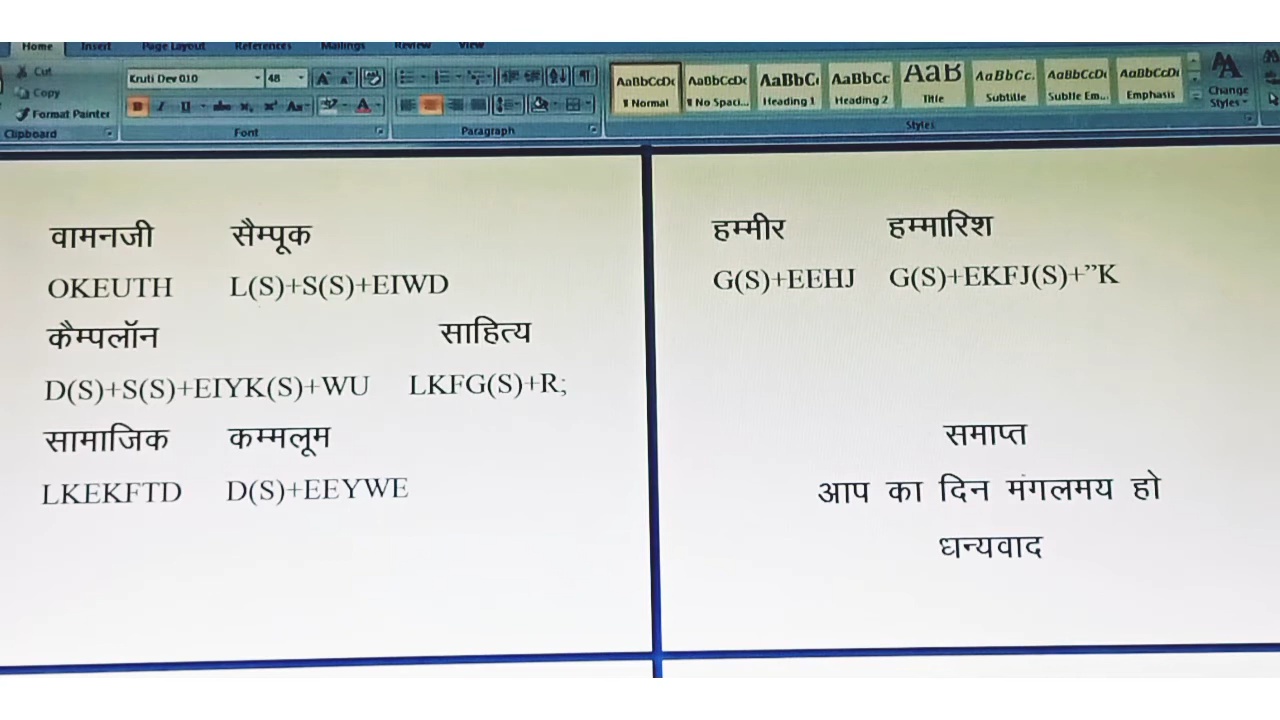 Home Insert Page Layout References Mailings Review View
Cut
Copy
Format Painter
Clipboard
Kruti Dev 010 48
Font
Paragraph
AaBbCcDc AaBbCcDc AaBbC AaBbCc AaB AaBbCc. AaBbCcDc AaBbCcDc
¶ Normal ¶ No Spaci... Heading 1 Heading 2 Title Subtitle Subtle Em... Emphasis
Change Styles
Styles
वामनजी सैम्पूक
OKEUTH L(S)+S(S)+EIWD
कैम्पलॉन साहित्य
D(S)+S(S)+EIYK(S)+WU LKFG(S)+R;
सामाजिक कम्मलूम
LKEKFTD D(S)+EEYWE
हम्मीर हम्मारिश
G(S)+EEHJ G(S)+EKFJ(S)+”K
समाप्त
आप का दिन मंगलमय हो
धन्यवाद